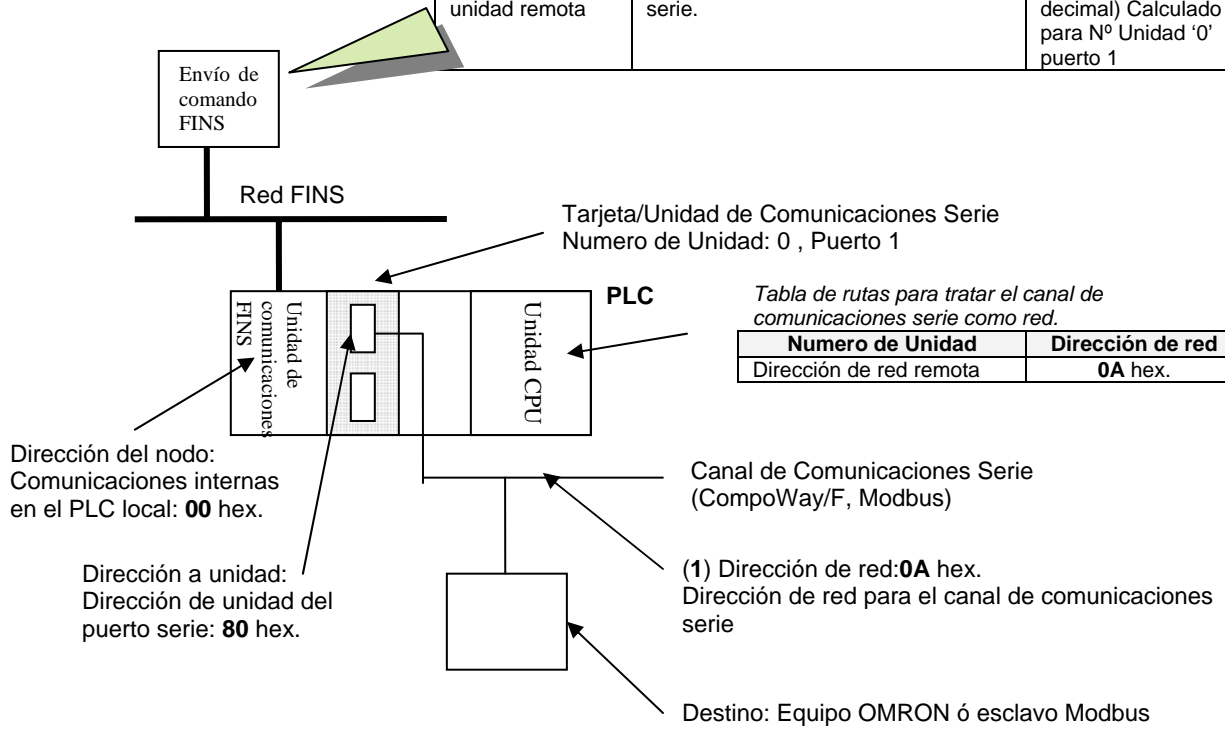 unidad remota
serie.
decimal) Calculado
para Nº Unidad ‘0’
puerto 1
Envío de
comando
FINS
Red FINS
Tarjeta/Unidad de Comunicaciones Serie
Numero de Unidad: 0 , Puerto 1
Unidad de
comunicaciones
FINS
Unidad CPU
PLC
Tabla de rutas para tratar el canal de
comunicaciones serie como red.
Numero de Unidad Dirección de red
Dirección de red remota 0A hex.
Dirección del nodo:
Comunicaciones internas
en el PLC local: 00 hex.
Canal de Comunicaciones Serie
(CompoWay/F, Modbus)
Dirección a unidad:
Dirección de unidad del
puerto serie: 80 hex.
(1) Dirección de red:0A hex.
Dirección de red para el canal de comunicaciones
serie
Destino: Equipo OMRON ó esclavo Modbus